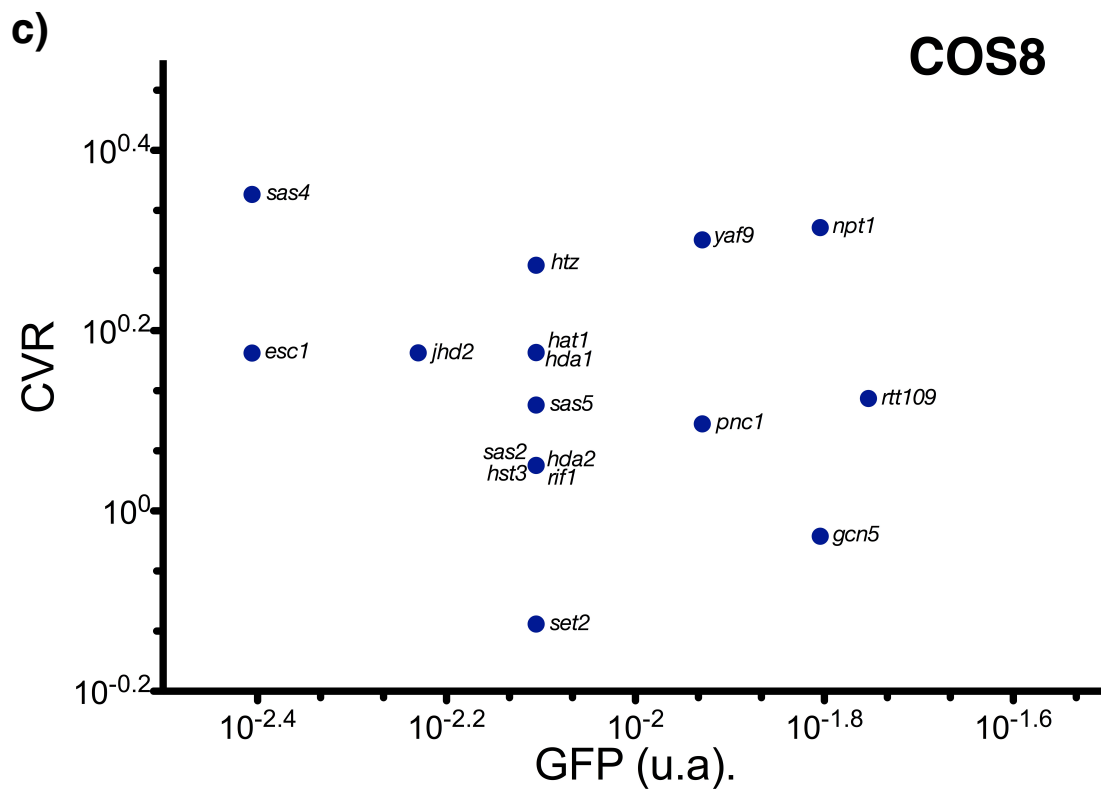 c)
COS8
10^0.4
sas4
npt1
yaf9
htz
10^0.2
hat1
hda1
esc1
jhd2
CVR
rtt109
sas5
pnc1
sas2 hda2
hst3 rif1
10^0
gcn5
set2
10^-0.2
10^-2.4 10^-2.2 10^-2 10^-1.8 10^-1.6
GFP (u.a).